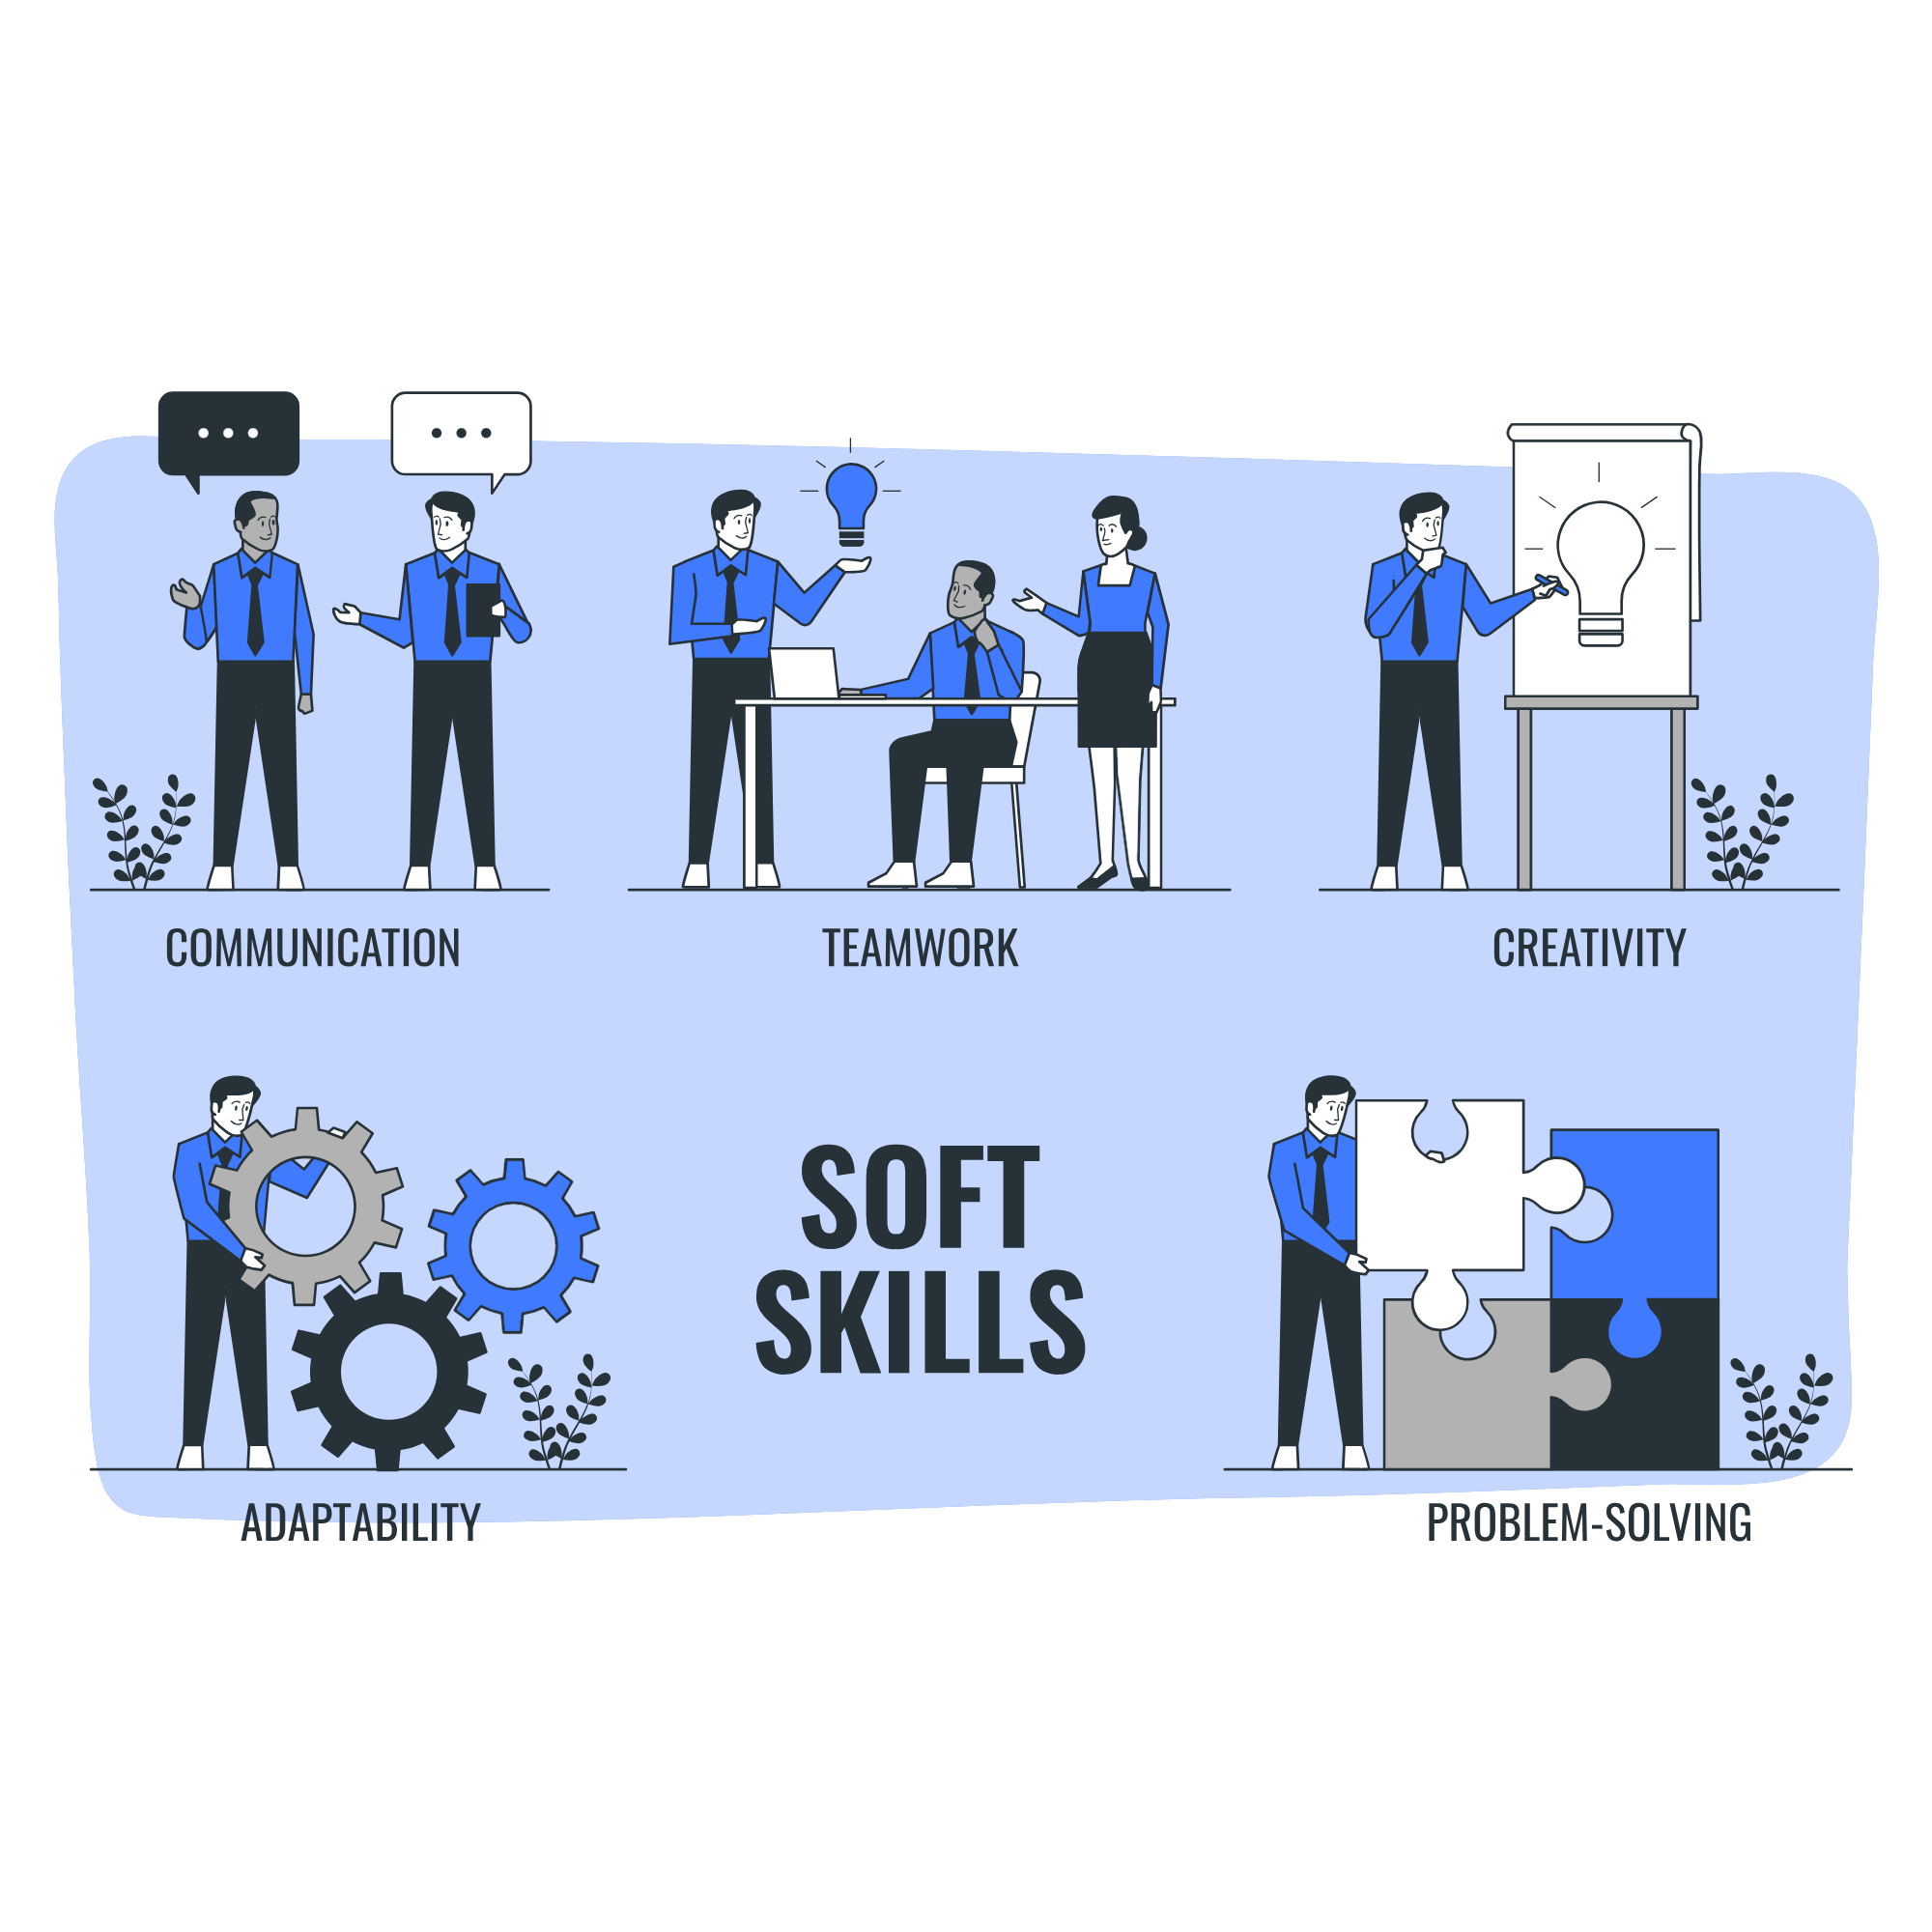 COMMUNICATION
TEAMWORK
CREATIVITY
SOFT
SKILLS
ADAPTABILITY
PROBLEM-SOLVING